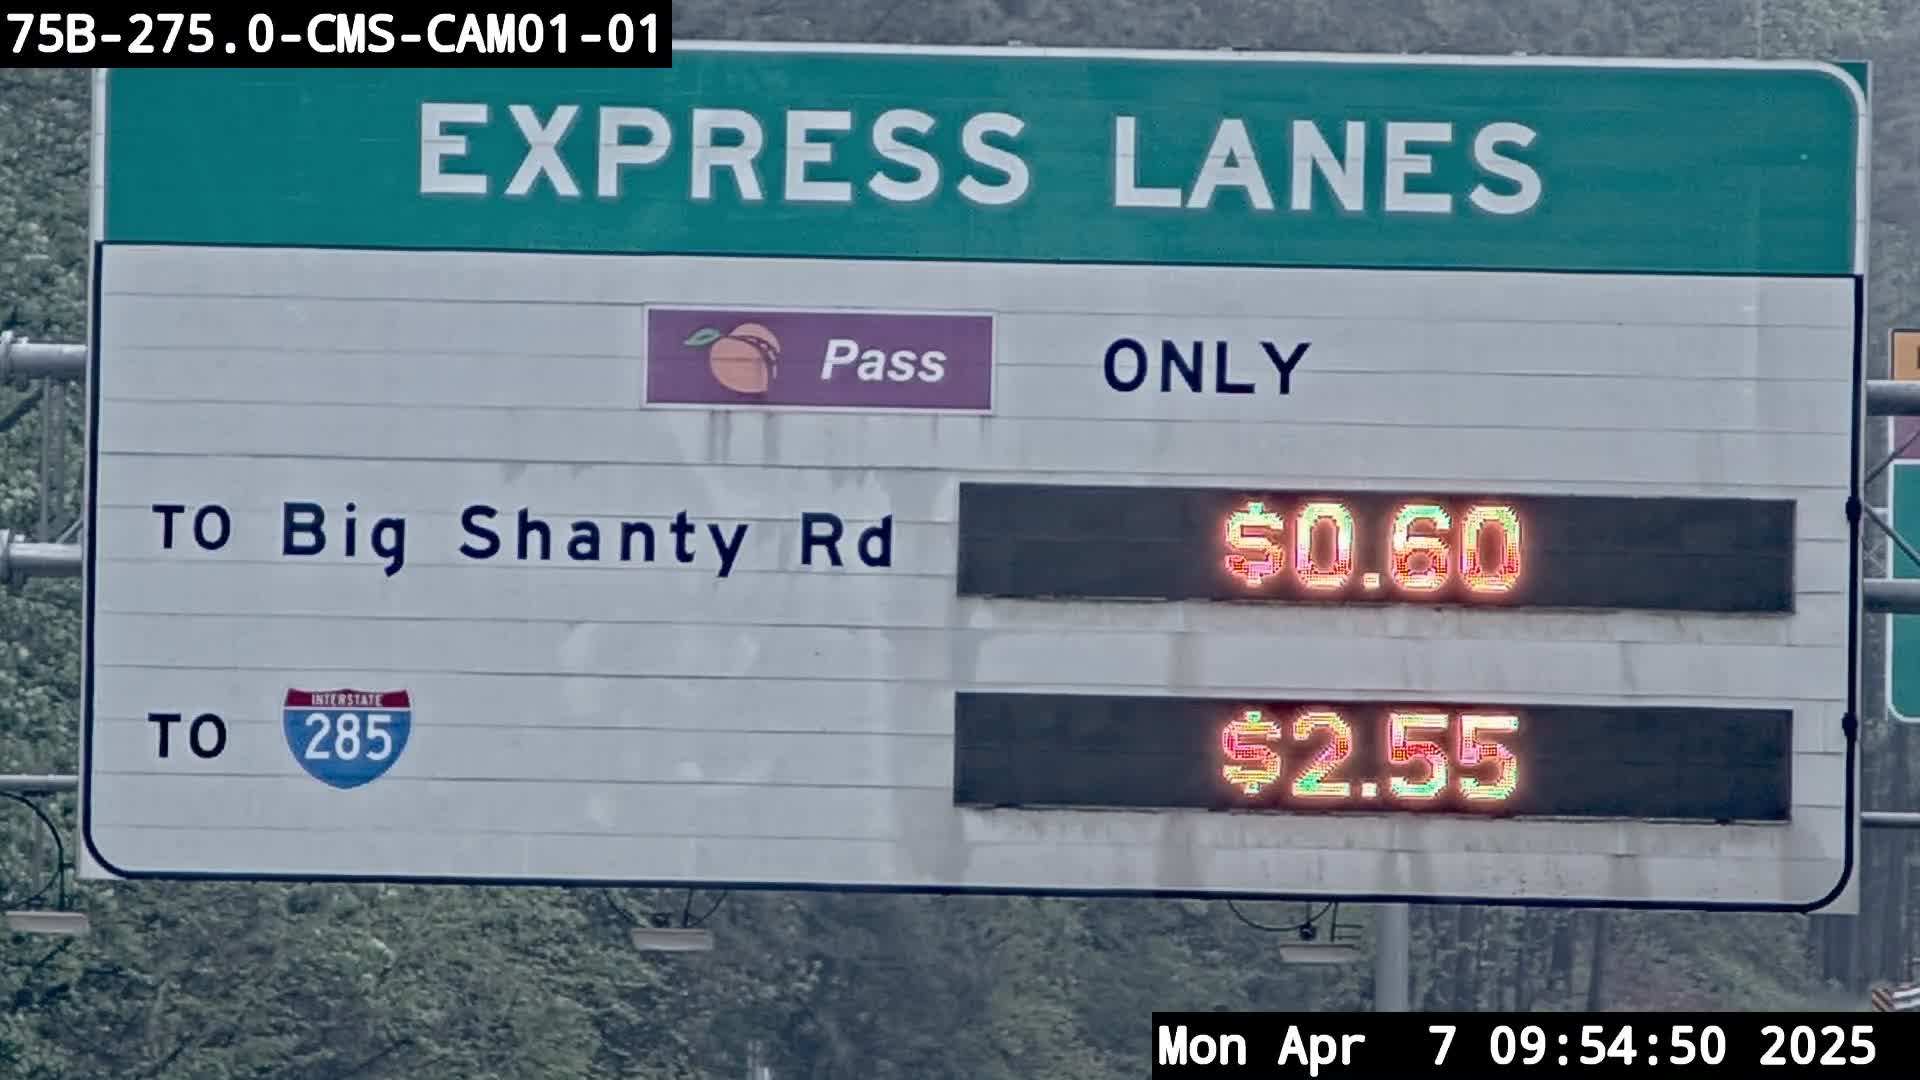 75B-275.0-CMS-CAM01-01
EXPRESS LANES
Pass ONLY
TO Big Shanty Rd $0.60
INTERSTATE
TO 285 $2.55
Mon Apr 7 09:54:50 2025